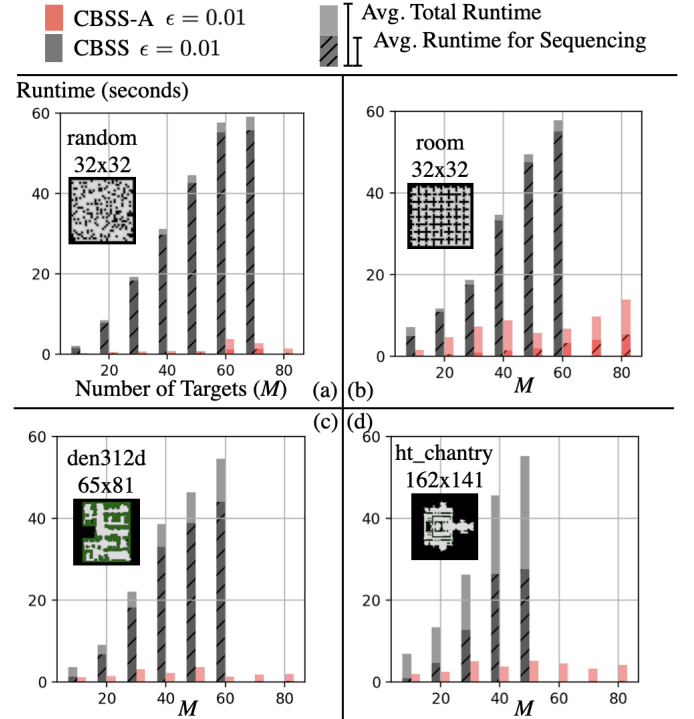 CBSS-A ϵ = 0.01
CBSS ϵ = 0.01
Avg. Total Runtime
Avg. Runtime for Sequencing
Runtime (seconds)
60
40
20
0
random
32x32
20 40 60 80
Number of Targets (M)
(a)
60
40
20
0
room
32x32
20 40 60 80
M
(b)
(c)
60
40
20
0
den312d
65x81
0 20 40 60 80
M
(d)
60
40
20
0
ht_chantry
162x141
20 40 60 80
M